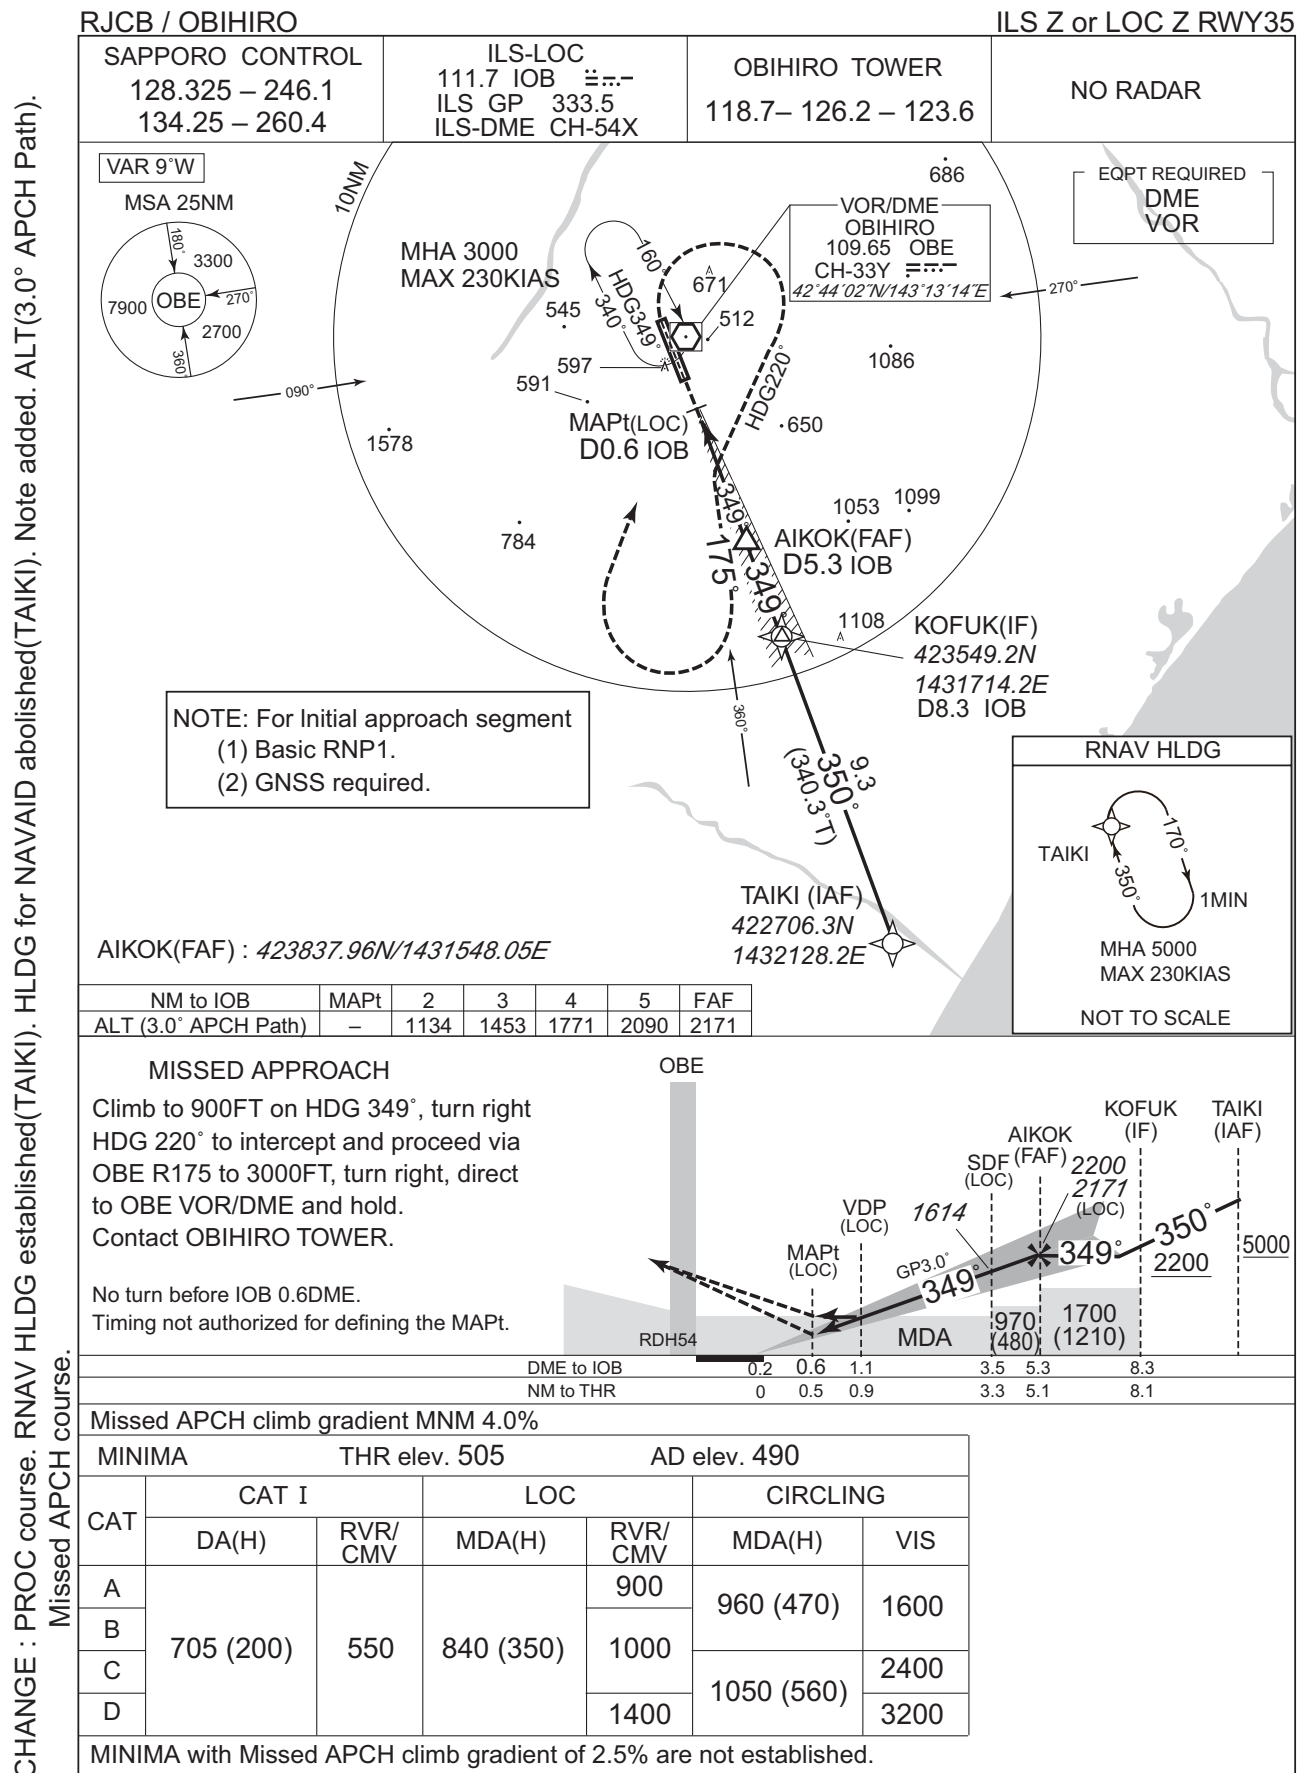 RJCB / OBIHIRO
ILS Z or LOC Z RWY35
SAPPORO CONTROL
128.325 – 246.1
134.25 – 260.4
ILS-LOC
111.7 IOB
ILS GP 333.5
ILS-DME CH-54X
OBIHIRO TOWER
118.7– 126.2 – 123.6
NO RADAR
VAR 9˚W
MSA 25NM
180˚
3300
OBE
270˚
7900
2700
360˚
10NM
MHA 3000
MAX 230KIAS
160˚
HDG349˚
340˚
671
686
VOR/DME
OBIHIRO
109.65 OBE
CH-33Y
42˚44´02˝N/143˚13´14˝E
EQPT REQUIRED
DME
VOR
270˚
545
512
597
591
1086
090˚
HDG220˚
MAPt(LOC)
D0.6 IOB
650
1578
349˚
1053
1099
784
AIKOK(FAF)
D5.3 IOB
175˚
349˚
1108
KOFUK(IF)
423549.2N
1431714.2E
D8.3 IOB
360˚
NOTE: For Initial approach segment
(1) Basic RNP1.
(2) GNSS required.
9.3
350˚
(340.3˚T)
RNAV HLDG
TAIKI
170˚
350˚
1MIN
MHA 5000
MAX 230KIAS
NOT TO SCALE
TAIKI (IAF)
422706.3N
1432128.2E
AIKOK(FAF) : 423837.96N/1431548.05E
NM to IOB MAPt 2 3 4 5 FAF
ALT (3.0˚ APCH Path) – 1134 1453 1771 2090 2171
MISSED APPROACH
Climb to 900FT on HDG 349˚, turn right
HDG 220˚ to intercept and proceed via
OBE R175 to 3000FT, turn right, direct
to OBE VOR/DME and hold.
Contact OBIHIRO TOWER.
No turn before IOB 0.6DME.
Timing not authorized for defining the MAPt.
OBE
KOFUK
(IF)
TAIKI
(IAF)
AIKOK
(FAF)
SDF
(LOC)
2200
2171
(LOC)
VDP
(LOC)
1614
MAPt
(LOC)
GP3.0˚
349˚
349˚
350˚
2200
5000
RDH54
MDA
970
(480)
1700
(1210)
DME to IOB 0.2 0.6 1.1 3.5 5.3 8.3
NM to THR 0 0.5 0.9 3.3 5.1 8.1
Missed APCH climb gradient MNM 4.0%
MINIMA THR elev. 505 AD elev. 490
CAT CAT I LOC CIRCLING
DA(H) RVR/CMV MDA(H) RVR/CMV MDA(H) VIS
A 900
960 (470) 1600
B
705 (200) 550 840 (350) 1000
C 2400
1050 (560)
D 1400 3200
MINIMA with Missed APCH climb gradient of 2.5% are not established.
CHANGE : PROC course. RNAV HLDG established(TAIKI). HLDG for NAVAID abolished(TAIKI). Note added. ALT(3.0° APCH Path).
Missed APCH course.